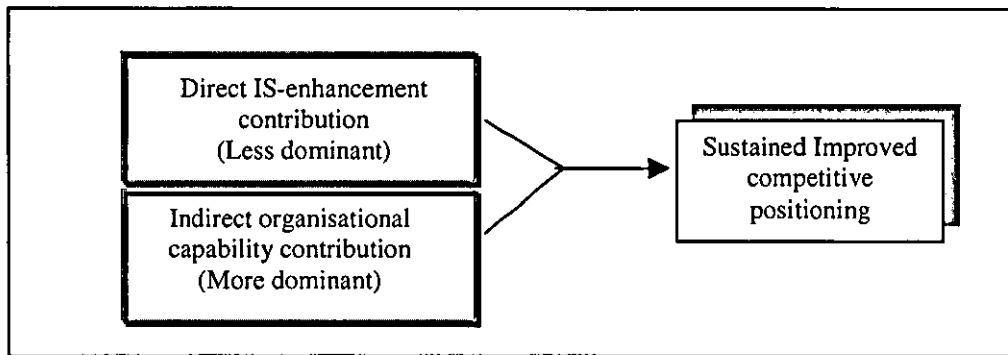 Direct IS-enhancement
contribution
(Less dominant)
Indirect organisational
capability contribution
(More dominant)
Sustained Improved
competitive
positioning